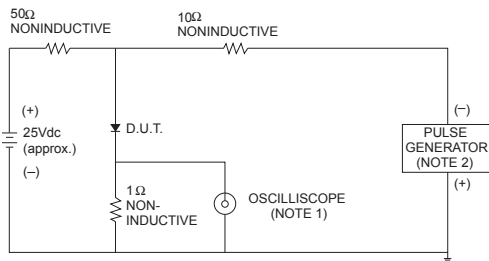 50Ω
NONINDUCTIVE
10Ω
NONINDUCTIVE
(+)
25Vdc
(approx.)
(–)
D.U.T.
1Ω
NON-
INDUCTIVE
OSCILLISCOPE
(NOTE 1)
(–)
PULSE
GENERATOR
(NOTE 2)
(+)